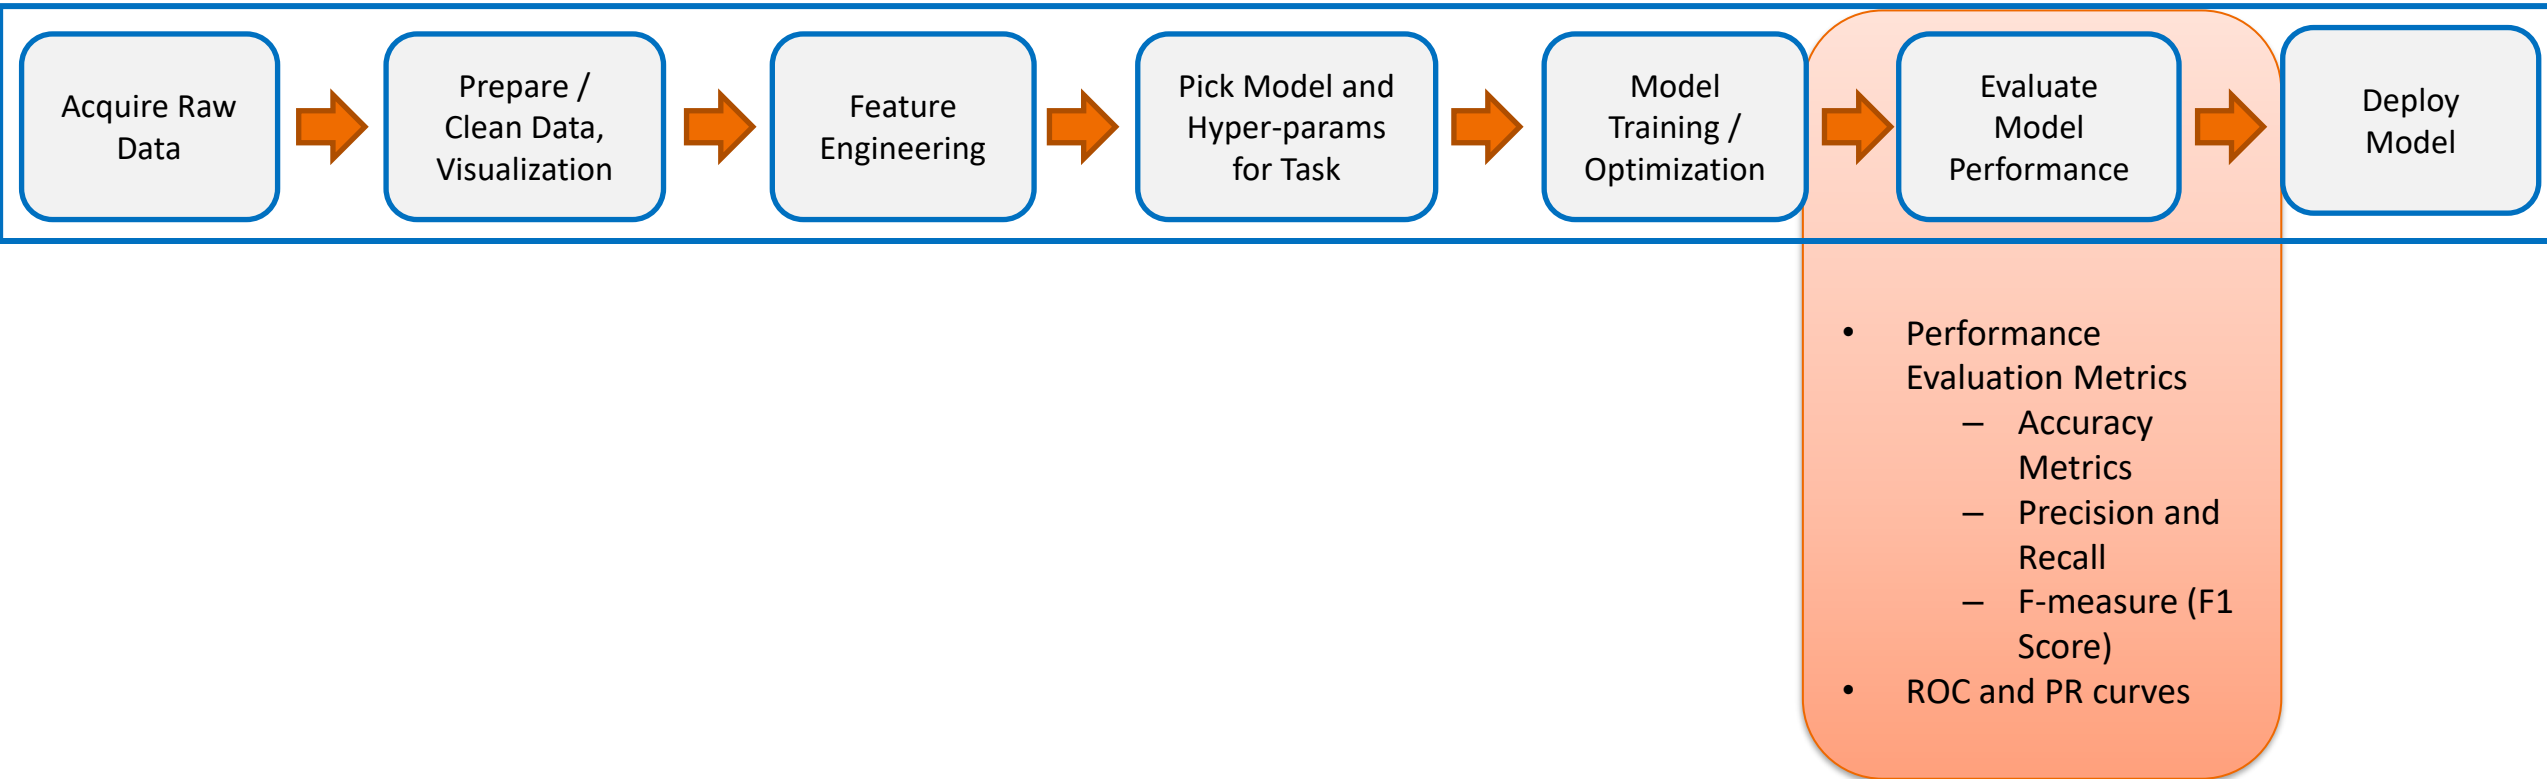 Acquire Raw
Data
Prepare /
Clean Data,
Visualization
Feature
Engineering
Pick Model and
Hyper-params
for Task
Model
Training /
Optimization
Evaluate
Model
Performance
Deploy
Model
• Performance
Evaluation Metrics
– Accuracy
Metrics
– Precision and
Recall
– F-measure (F1
Score)
• ROC and PR curves